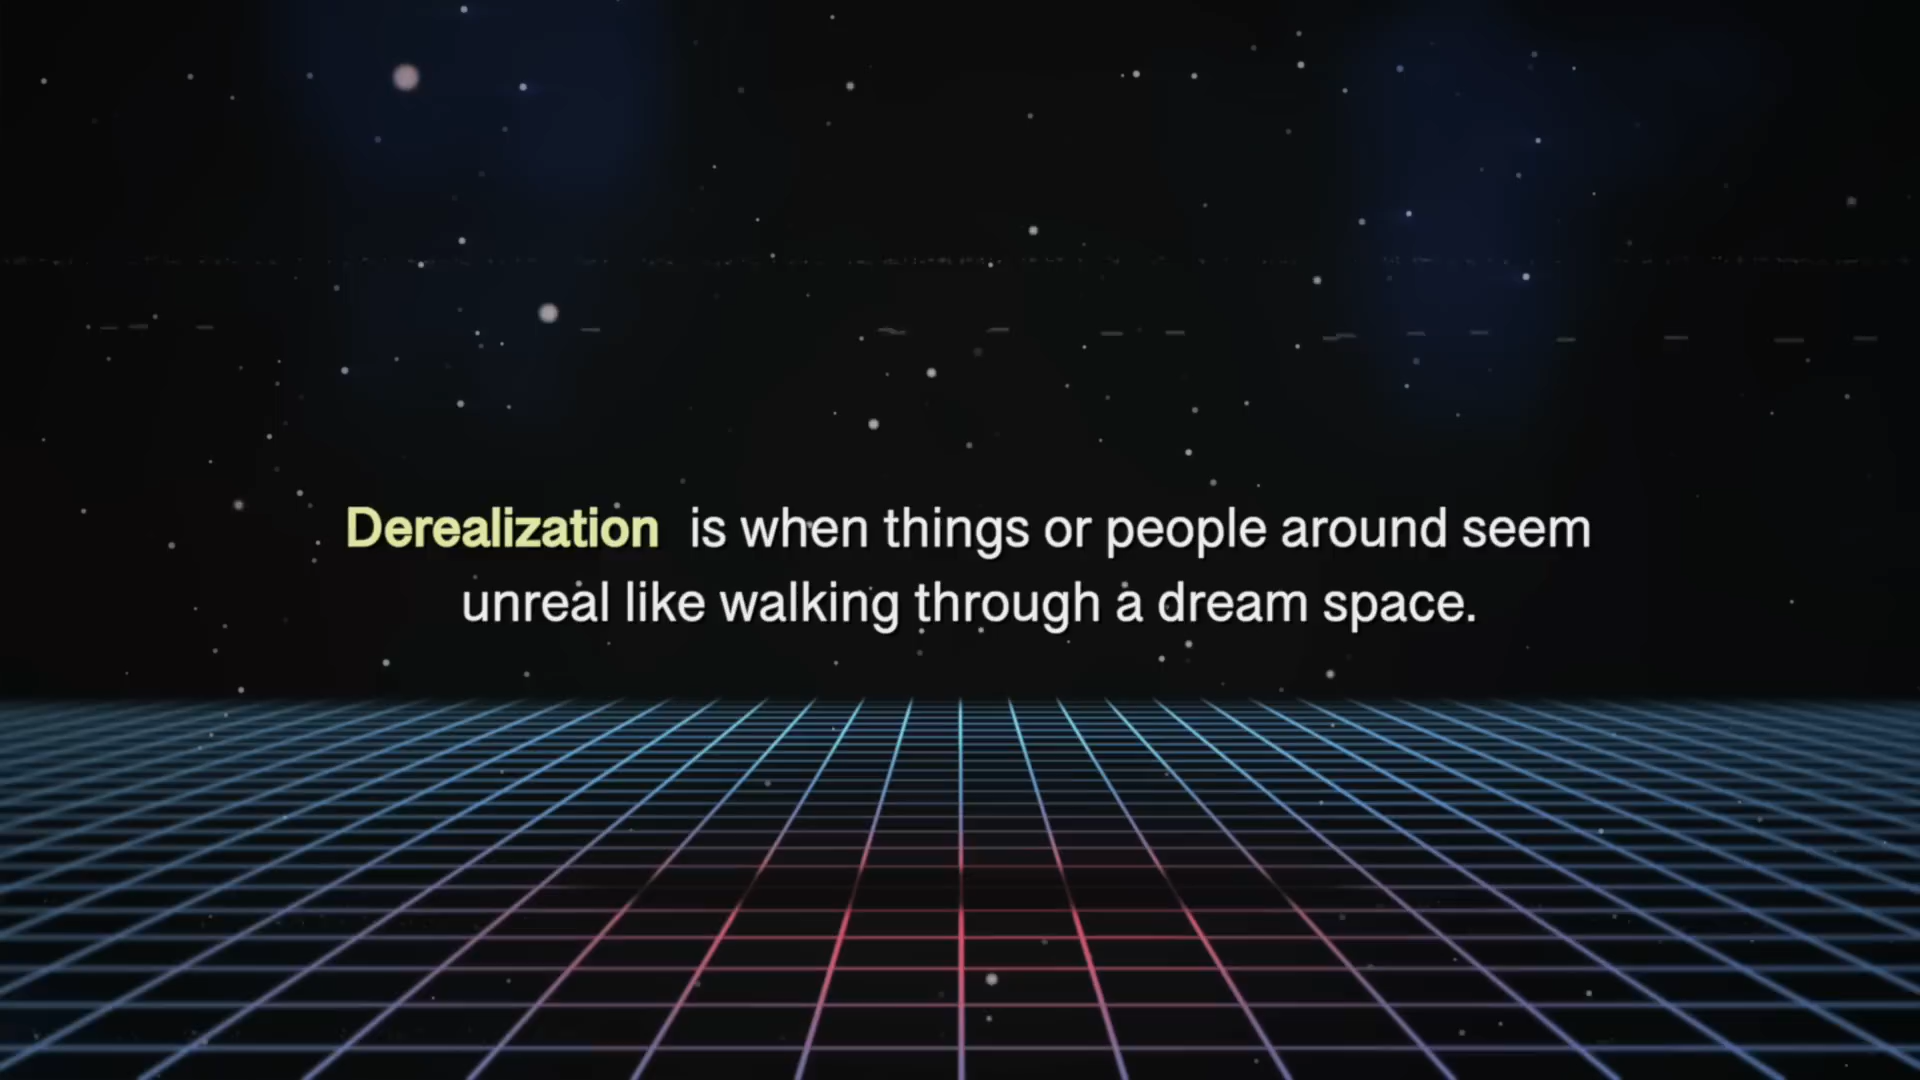 Derealization is when things or people around seem
unreal like walking through a dream space.